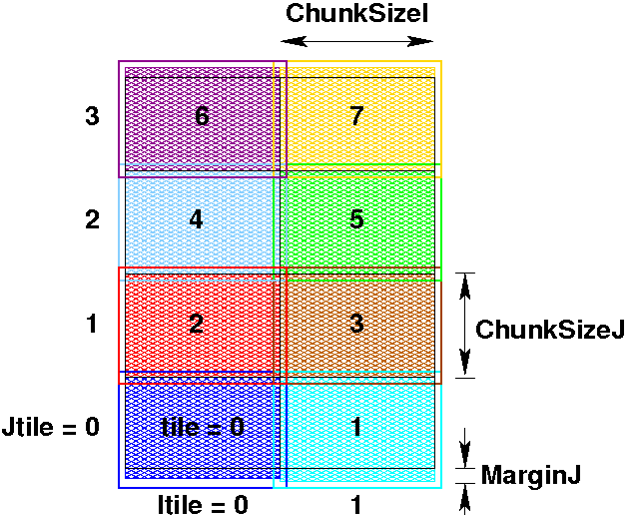 ChunkSizeI
3 6 7
2 4 5
1 2 3
ChunkSizeJ
Jtile = 0 tile = 0 1
MarginJ
Itile = 0 1